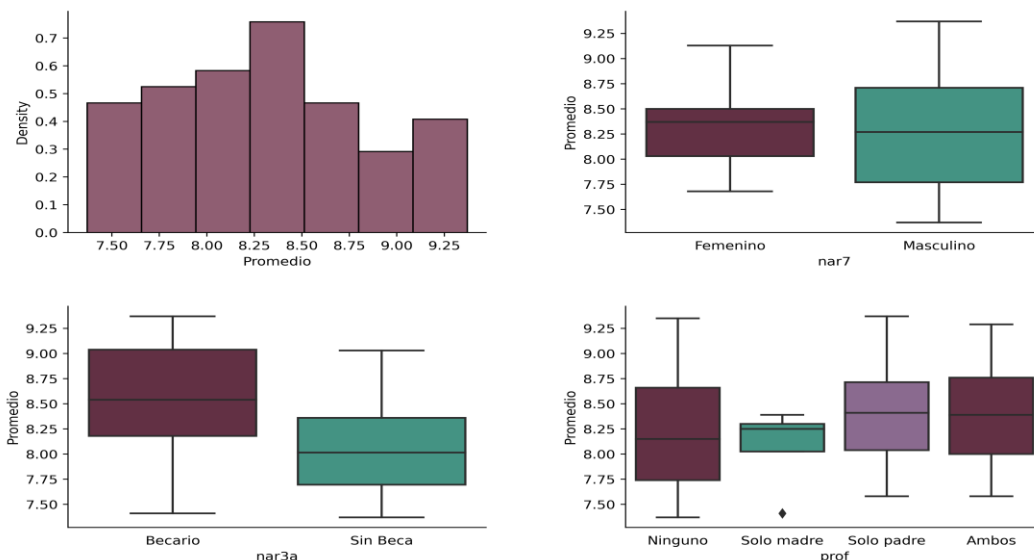 0.7
0.6
0.5
0.4
0.3
0.2
0.1
0.0
Density
7.50 7.75 8.00 8.25 8.50 8.75 9.00 9.25
Promedio
9.25
9.00
8.75
8.50
8.25
8.00
7.75
7.50
Promedio
Femenino Masculino
nar7
9.25
9.00
8.75
8.50
8.25
8.00
7.75
7.50
Promedio
Becario Sin Beca
nar3a
9.25
9.00
8.75
8.50
8.25
8.00
7.75
7.50
Promedio
Ninguno Solo madre Solo padre Ambos
prof